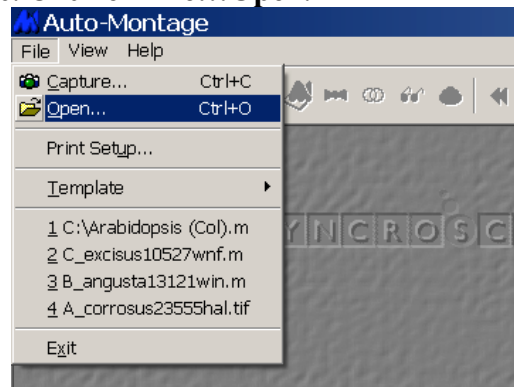 Auto-Montage
File View Help
Capture... Ctrl+C
Open... Ctrl+O
Print Setup...
Template
1 C:\Arabidopsis (Col).m
2 C_excisus10527wnf.m
3 B_angusta13121win.m
4 A_corrosus23555hal.tif
Exit
YNCROSC